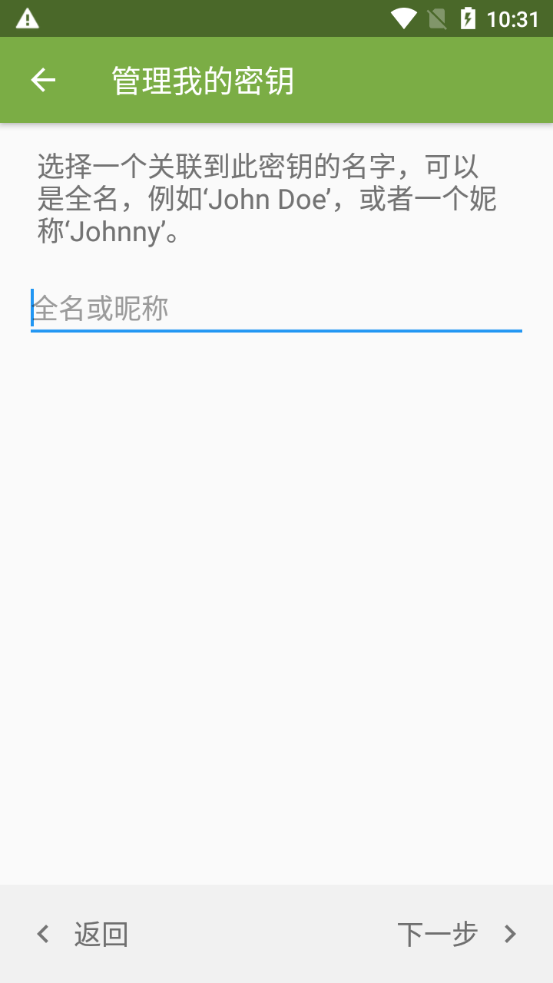 10:31
管理我的密钥
选择一个关联到此密钥的名字，可以
是全名，例如‘John Doe’，或者一个妮
称‘Johnny’。
全名或昵称
返回
下一步